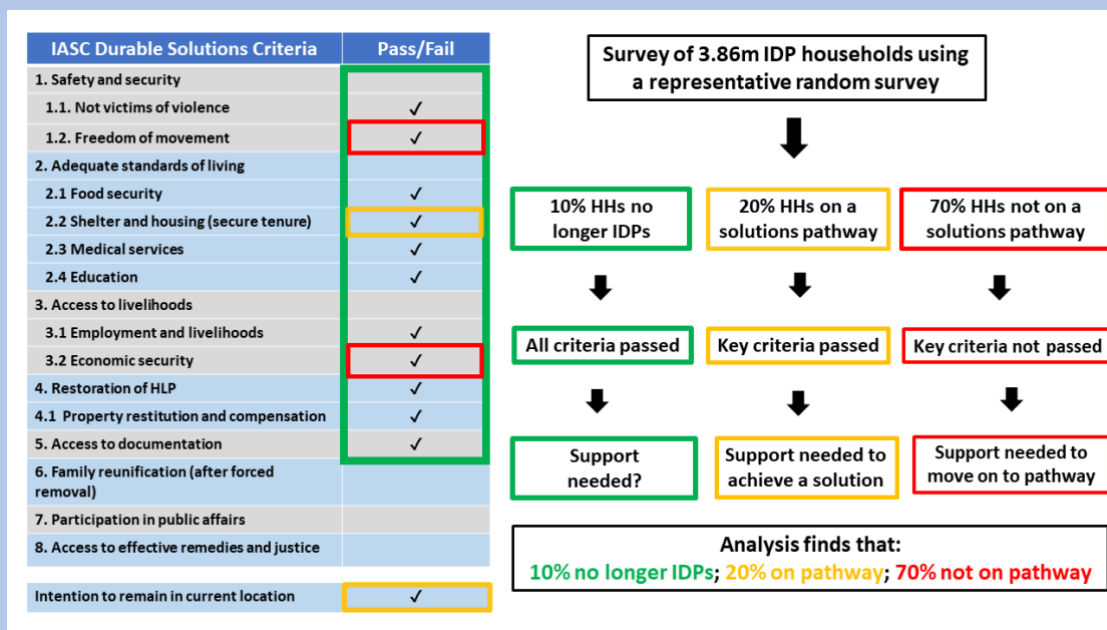 IASC Durable Solutions Criteria Pass/Fail
1. Safety and security
1.1. Not victims of violence ✓
1.2. Freedom of movement ✓
2. Adequate standards of living
2.1 Food security ✓
2.2 Shelter and housing (secure tenure) ✓
2.3 Medical services ✓
2.4 Education ✓
3. Access to livelihoods
3.1 Employment and livelihoods ✓
3.2 Economic security ✓
4. Restoration of HLP ✓
4.1 Property restitution and compensation ✓
5. Access to documentation ✓
6. Family reunification (after forced
removal)
7. Participation in public affairs
8. Access to effective remedies and justice
Intention to remain in current location ✓
Survey of 3.86m IDP households using
a representative random survey
10% HHs no
longer IDPs
20% HHs on a
solutions pathway
70% HHs not on a
solutions pathway
All criteria passed
Key criteria passed
Key criteria not passed
Support
needed?
Support needed to
achieve a solution
Support needed to
move on to pathway
Analysis finds that:
10% no longer IDPs; 20% on pathway; 70% not on pathway